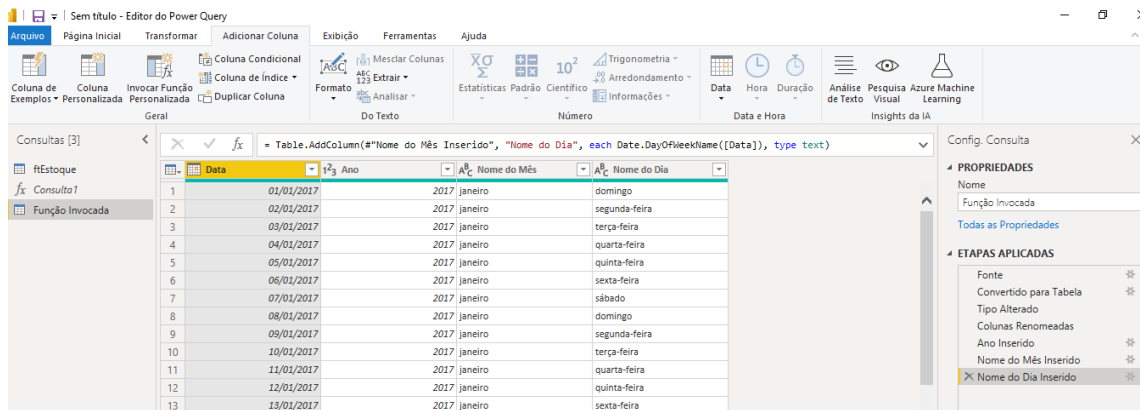 Sem título - Editor do Power Query
Arquivo Página Inicial Transformar Adicionar Coluna Exibição Ferramentas Ajuda
Coluna de Exemplos Coluna Personalizada Invocar Função Personalizada
Coluna Condicional
Coluna de Índice
Duplicar Coluna
Geral
Formato
Mesclar Colunas
Extrair
Analisar
Do Texto
Estatísticas Padrão Científico
Trigonometria
Arredondamento
Informações
Número
Data Hora Duração
Data e Hora
Análise de Texto Pesquisa Visual Azure Machine Learning
Insights da IA
Consultas [3]
ftEstoque
fx Consulta1
Função Invocada
fx = Table.AddColumn(#"Nome do Mês Inserido", "Nome do Dia", each Date.DayOfWeekName([Data]), type text)
Data 1²3 Ano ABC Nome do Mês ABC Nome do Dia
1 01/01/2017 2017 janeiro domingo
2 02/01/2017 2017 janeiro segunda-feira
3 03/01/2017 2017 janeiro terça-feira
4 04/01/2017 2017 janeiro quarta-feira
5 05/01/2017 2017 janeiro quinta-feira
6 06/01/2017 2017 janeiro sexta-feira
7 07/01/2017 2017 janeiro sábado
8 08/01/2017 2017 janeiro domingo
9 09/01/2017 2017 janeiro segunda-feira
10 10/01/2017 2017 janeiro terça-feira
11 11/01/2017 2017 janeiro quarta-feira
12 12/01/2017 2017 janeiro quinta-feira
13 13/01/2017 2017 janeiro sexta-feira
Config. Consulta
PROPRIEDADES
Nome
Função Invocada
Todas as Propriedades
ETAPAS APLICADAS
Fonte
Convertido para Tabela
Tipo Alterado
Colunas Renomeadas
Ano Inserido
Nome do Mês Inserido
Nome do Dia Inserido